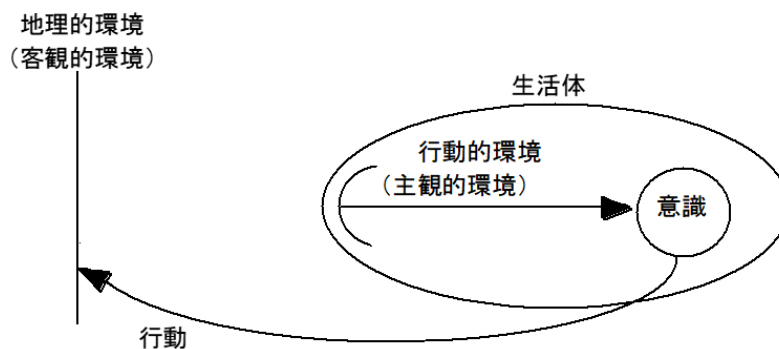 地理的環境
（客観的環境）
生活体
行動的環境
（主観的環境）
意識
行動